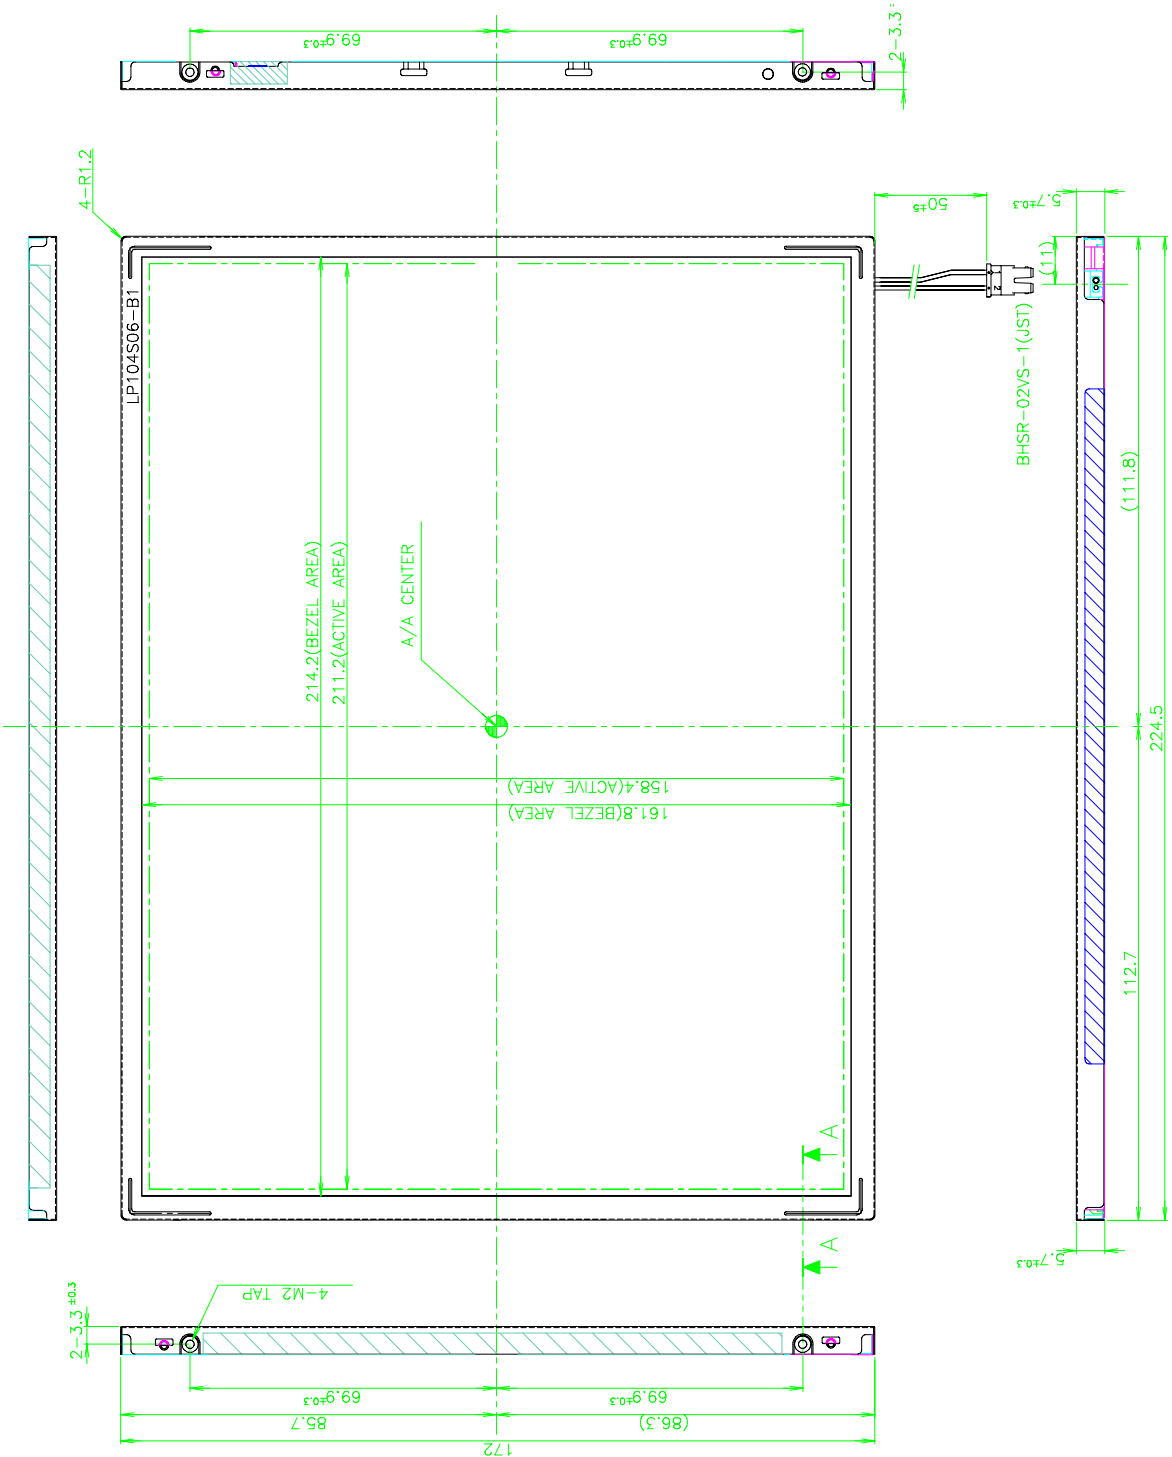 69.9±0.3
69.9±0.3
2-3.3
4-R1.2
50±5
5.7±0.3
(11)
LP104S06-B1
2
BHSR-02VS-1(JST)
(111.8)
214.2(BEZEL AREA)
211.2(ACTIVE AREA)
A/A CENTER
224.5
158.4(ACTIVE AREA)
161.8(BEZEL AREA)
112.7
A
A
5.7±0.3
2-3.3 ±0.3
4-M2 TAP
69.9±0.3
69.9±0.3
85.7
(86.3)
172